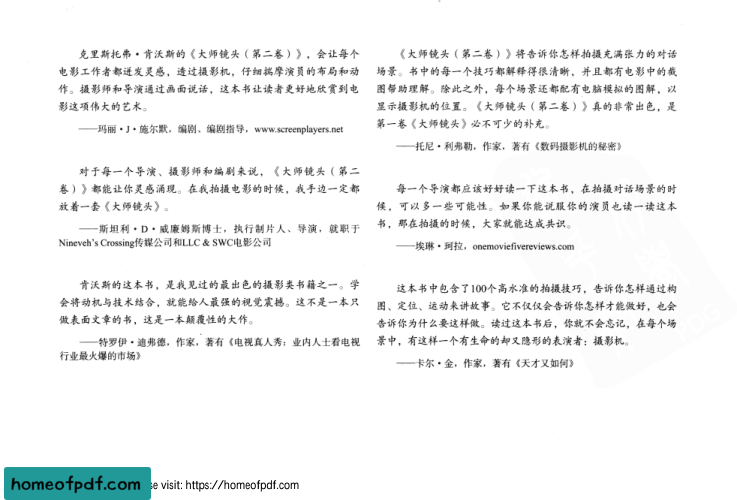 克里斯托弗·肯沃斯的《大师镜头（第二卷）》，会让每个
电影工作者都迸发灵感，透过摄影机，仔细揣摩演员的布局和动
作。摄影师和导演通过画面说话，这本书让读者更好地欣赏到电
影这项伟大的艺术。
——玛丽·J·施尔默，编剧、编剧指导，www.screenplayers.net
对于每一个导演、摄影师和编剧来说，《大师镜头（第二
卷）》都能让你灵感涌现。在我拍摄电影的时候，我手边一定都
放着一套《大师镜头》。
——斯坦利·D·威廉姆斯博士，执行制片人、导演，就职于
Nineveh's Crossing传媒公司和LLC & SWC电影公司
肯沃斯的这本书，是我见过的最出色的摄影类书籍之一。学
会将动机与技术结合，就能给人最强的视觉震撼。这不是一本只
做表面文章的书，这是一本颠覆性的大作。
——特罗伊·迪弗德，作家，著有《电视真人秀：业内人士看电视
行业最火爆的市场》
《大师镜头（第二卷）》将告诉你怎样拍摄充满张力的对话
场景。书中的每一个技巧都解释得很清晰，并且都有电影中的截
图帮助理解。除此之外，每个场景还都配有电脑模拟的图解，以
显示摄影机的位置。《大师镜头（第二卷）》真的非常出色，是
第一卷《大师镜头》必不可少的补充。
——托尼·利弗勒，作家，著有《数码摄影机的秘密》
每一个导演都应该好好读一下这本书，在拍摄对话场景的时
候，可以多一些可能性。如果你能说服你的演员也读一读这本
书，那在拍摄的时候，大家就能达成共识。
——埃琳·珂拉，onemoviefivereviews.com
这本书中包含了100个高水准的拍摄技巧，告诉你怎样通过构
图、定位、运动来讲故事。它不仅仅会告诉你怎样才能做好，也会
告诉你为什么要这样做。读过这本书后，你就不会忘记，在每个场
景中，有这样一个有生命的却又隐形的表演者：摄影机。
——卡尔·金，作家，著有《天才又如何》
homeofpdf.com
se visit: https://homeofpdf.com